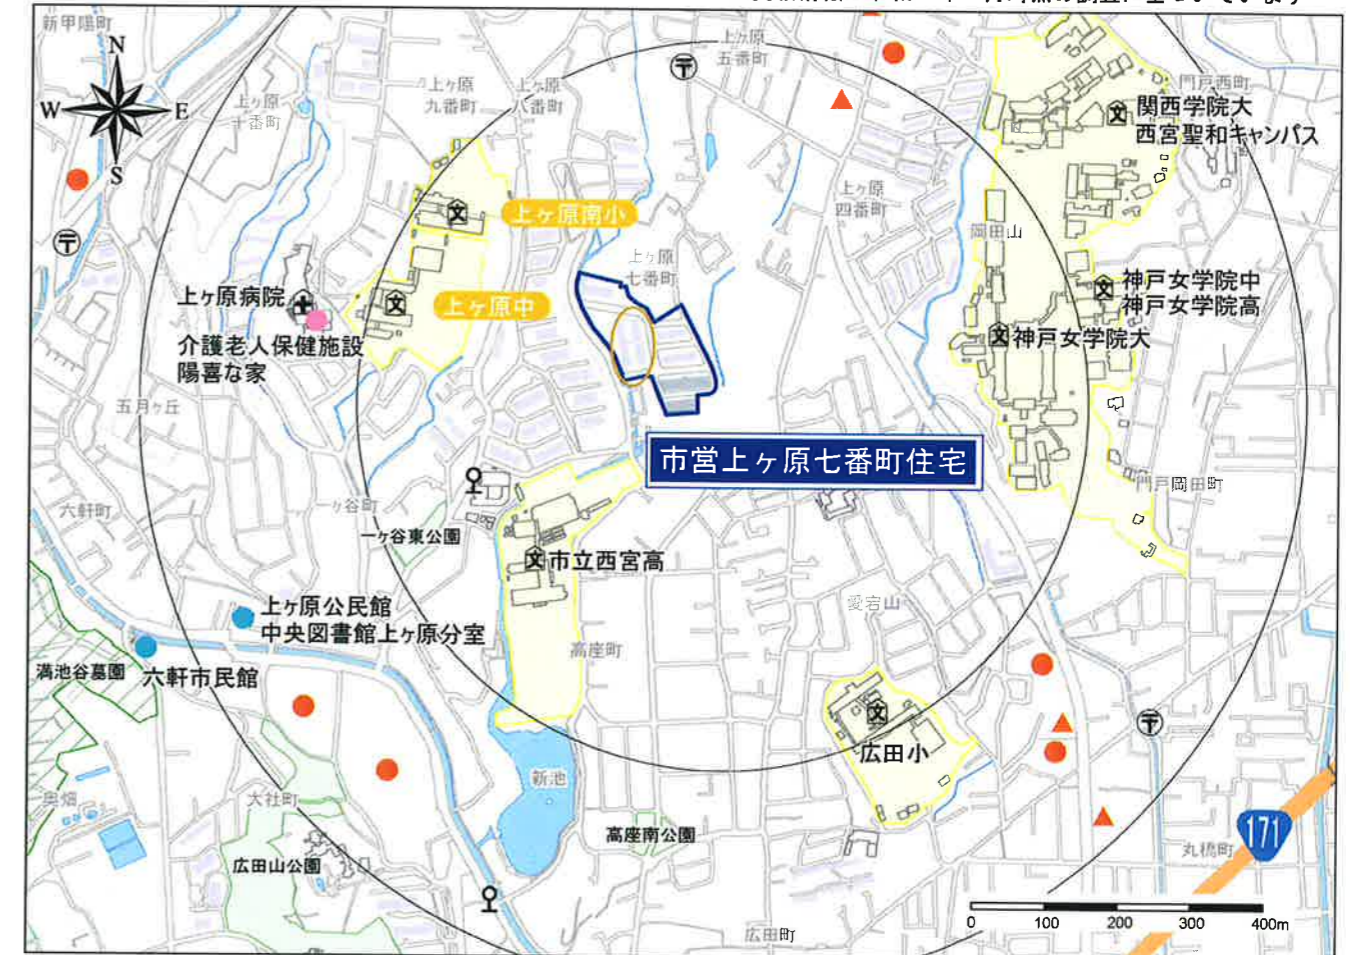 新甲陽町
N
W
E
S
上ヶ原
十番町
上ヶ原
九番町
上ヶ原
八番町
上ヶ原
五番町
門戸西町
関西学院大
西宮聖和キャンパス
上ヶ原
四番町
岡田山
上ヶ原南小
上ヶ原
七番町
上ヶ原中
上ヶ原病院
介護老人保健施設
陽喜な家
神戸女学院中
神戸女学院高
神戸女学院大
五月ヶ丘
市営上ヶ原七番町住宅
門戸岡田町
六軒町
一ヶ谷町
一ヶ谷東公園
市立西宮高
愛宕山
上ヶ原公民館
中央図書館上ヶ原分室
高座町
満池谷墓園
六軒市民館
広田小
新池
奥畑
大社町
高座南公園
171
丸橋町
広田山公園
広田町
0 100 200 300 400m